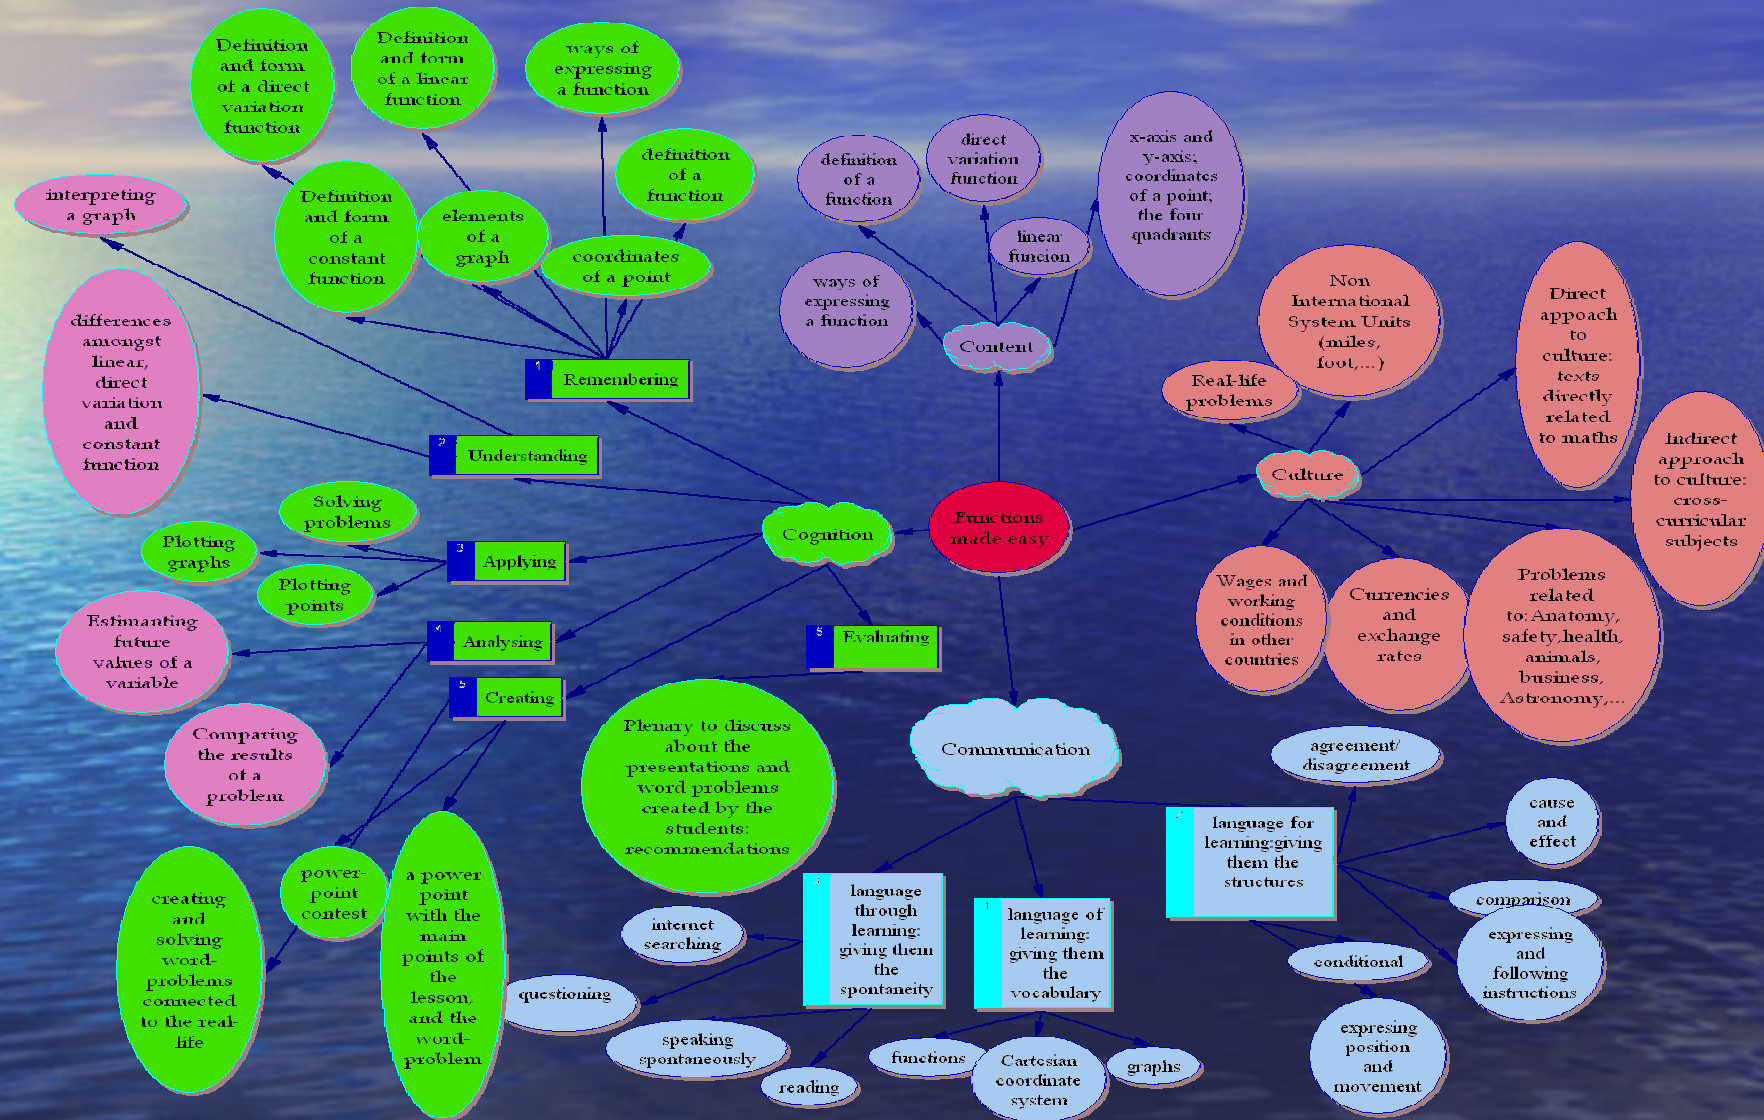 Definition
and form
of a direct
variation
function
Definition
and form
of a linear
function
ways of
expressing
a function
definition
of a
function
interpreting
a graph
Definition
and form
of a
constant
function
elements
of a
graph
coordinates
of a point
differences
amongst
linear,
direct
variation
and
constant
function
1
Remembering
2
Understanding
Solving
problems
Plotting
graphs
Plotting
points
3
Applying
Cognition
Functions
made easy
Estimanting
future
values of a
variable
4
Analysing
5
Creating
Evaluating
Comparing
the results
of a
problem
creating
and
solving
word-
problems
connected
to the real-
life
power-
point
contest
a power
point
with the
main
points of
the
lesson,
and the
word-
problem
Plenary to discuss
about the
presentations and
word problems
created by the
students:
recommendations
definition
of a
function
direct
variation
function
x-axis and
y-axis;
coordinates
of a point;
the four
quadrants
linear
funcion
ways of
expressing
a function
Content
Non
International
System Units
(miles,
foot,...)
Real-life
problems
Direct
appoach
to
culture:
texts
directly
related
to maths
Indirect
approach
to culture:
cross-
curricular
subjects
Culture
Wages and
working
conditions
in other
countries
Currencies
and
exchange
rates
Problems
related
to:Anatomy,
safety,health,
animals,
business,
Astronomy,...
Communication
agreement/
disagreement
language for
learning:giving
them the
structures
cause
and
effect
comparison
expressing
and
following
instructions
conditional
expresing
position
and
movement
language
through
learning:
giving them
the
spontaneity
1
language of
learning:
giving them
the
vocabulary
internet
searching
questioning
speaking
spontaneously
reading
functions
Cartesian
coordinate
system
graphs